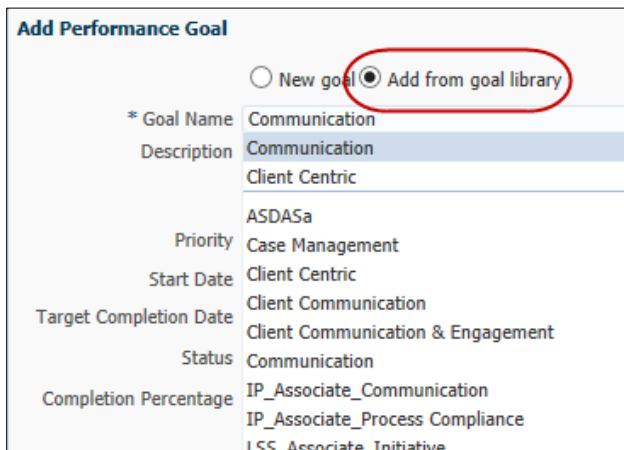 Add Performance Goal
New goal Add from goal library
* Goal Name Communication
Description Communication
Client Centric
ASDASa
Priority Case Management
Start Date Client Centric
Client Communication
Target Completion Date
Client Communication & Engagement
Status Communication
Completion Percentage IP_Associate_Communication
IP_Associate_Process Compliance
LSS_Associate_Initiative